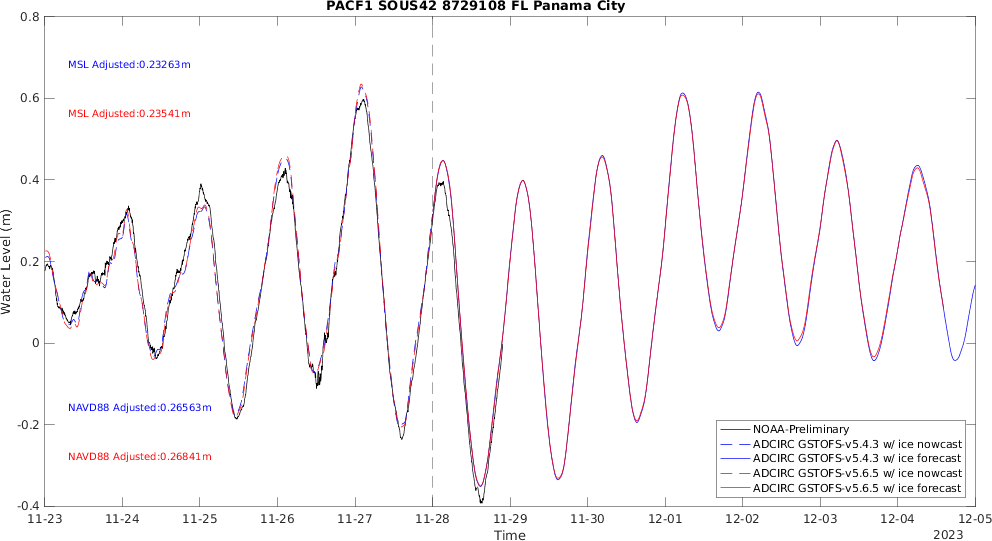 PACF1 SOUS42 8729108 FL Panama City
0.8
0.6
0.4
0.2
0
-0.2
-0.4
Water Level (m)
MSL Adjusted:0.23263m
MSL Adjusted:0.23541m
NAVD88 Adjusted:0.26563m
NAVD88 Adjusted:0.26841m
NOAA-Preliminary
ADCIRC GSTOFS-v5.4.3 w/ ice nowcast
ADCIRC GSTOFS-v5.4.3 w/ ice forecast
ADCIRC GSTOFS-v5.6.5 w/ ice nowcast
ADCIRC GSTOFS-v5.6.5 w/ ice forecast
11-23 11-24 11-25 11-26 11-27 11-28 11-29 11-30 12-01 12-02 12-03 12-04 12-05
Time
2023